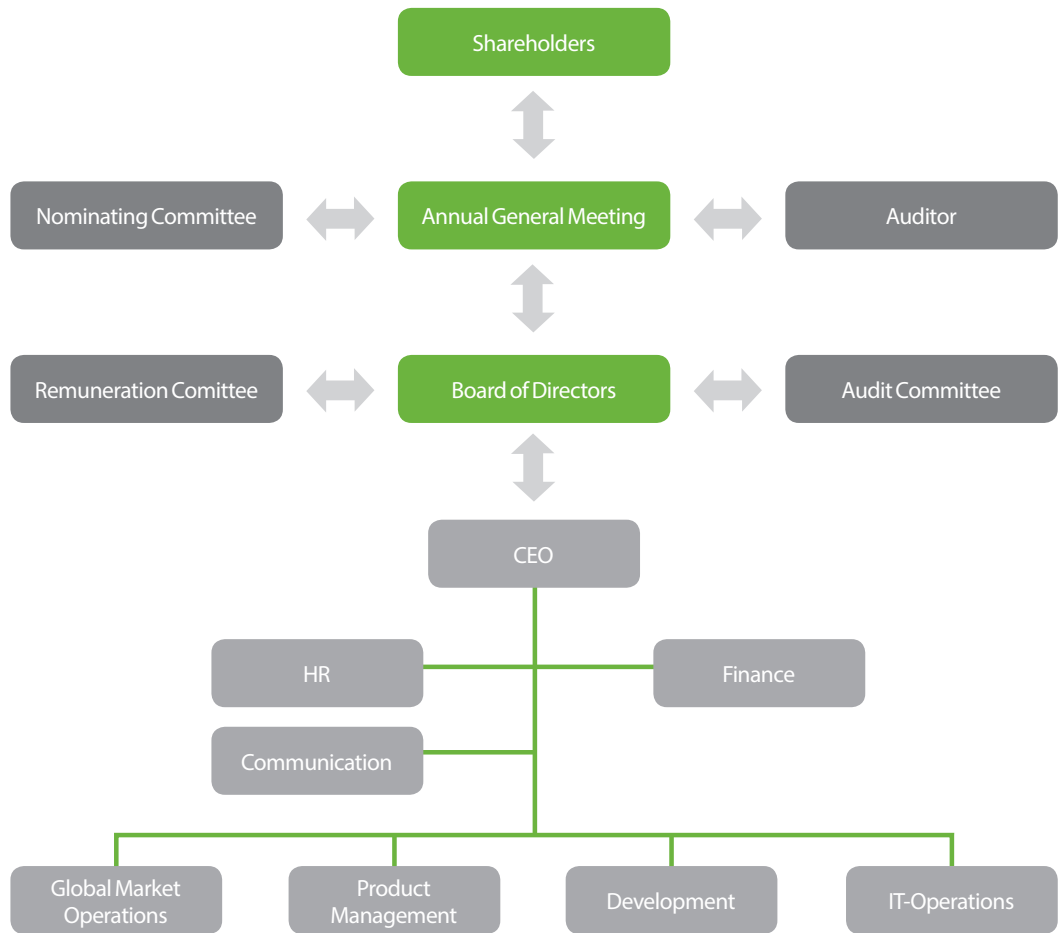 Shareholders
Nominating Committee
Annual General Meeting
Auditor
Remuneration Comittee
Board of Directors
Audit Committee
CEO
HR
Finance
Communication
Global Market
Operations
Product
Management
Development
IT-Operations